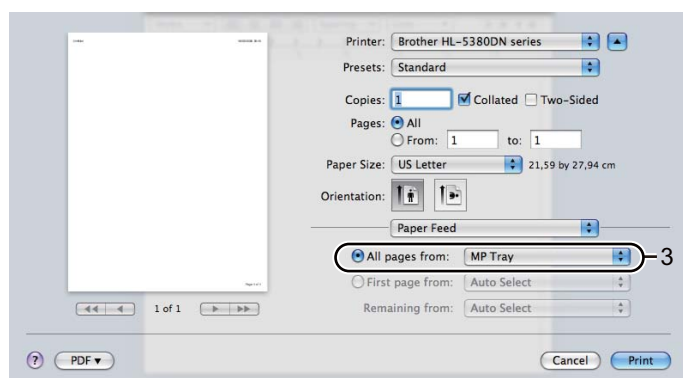 Printer: Brother HL-5380DN series
Presets: Standard
Copies: 1 Collated Two-Sided
Pages: All
From: 1 to: 1
Paper Size: US Letter 21,59 by 27,94 cm
Orientation:
Paper Feed
All pages from: MP Tray 3
First page from: Auto Select
Remaining from: Auto Select
1 of 1
? PDF Cancel Print